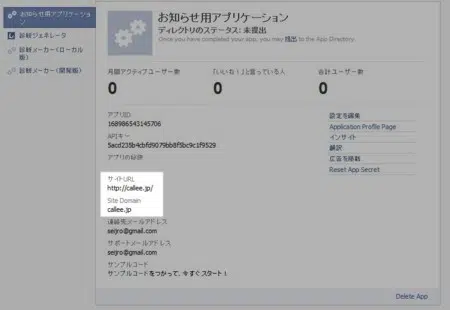 お知らせ用アプリケーション
診断ジェネレータ
診断メーカー(ローカル版)
診断メーカー(開発版)
お知らせ用アプリケーション
ディレクトリのステータス: 未提出
Once you have completed your app, you may 提出 to the App Directory.
月間アクティブユーザー数
「いいね！」と言っている人
合計ユーザー数
0
0
0
アプリID
168986543145706
APIキー
5acd235b4cbfd9079bb8f5bc9c1f9529
アプリの秘訣
サイトURL
http://callee.jp/
Site Domain
callee.jp
連絡先メールアドレス
seijro@gmail.com
サポートメールアドレス
seijro@gmail.com
サンプルコード
サンプルコードをつかって、今すぐスタート！
設定を編集
Application Profile Page
インサイト
翻訳
広告を移動
Reset App Secret
Delete App